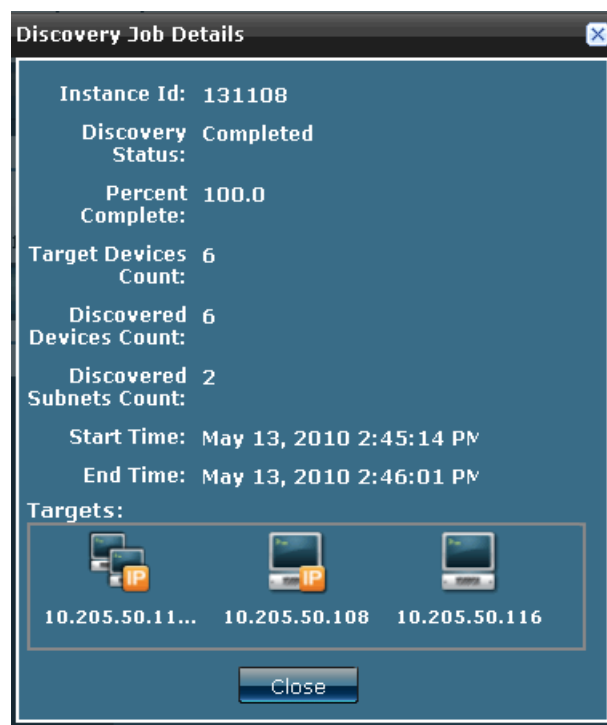 Discovery Job Details
Instance Id: 131108
Discovery Status: Completed
Percent Complete: 100.0
Target Devices Count: 6
Discovered Devices Count: 6
Discovered Subnets Count: 2
Start Time: May 13, 2010 2:45:14 PM
End Time: May 13, 2010 2:46:01 PM
Targets:
IP IP
10.205.50.11... 10.205.50.108 10.205.50.116
Close